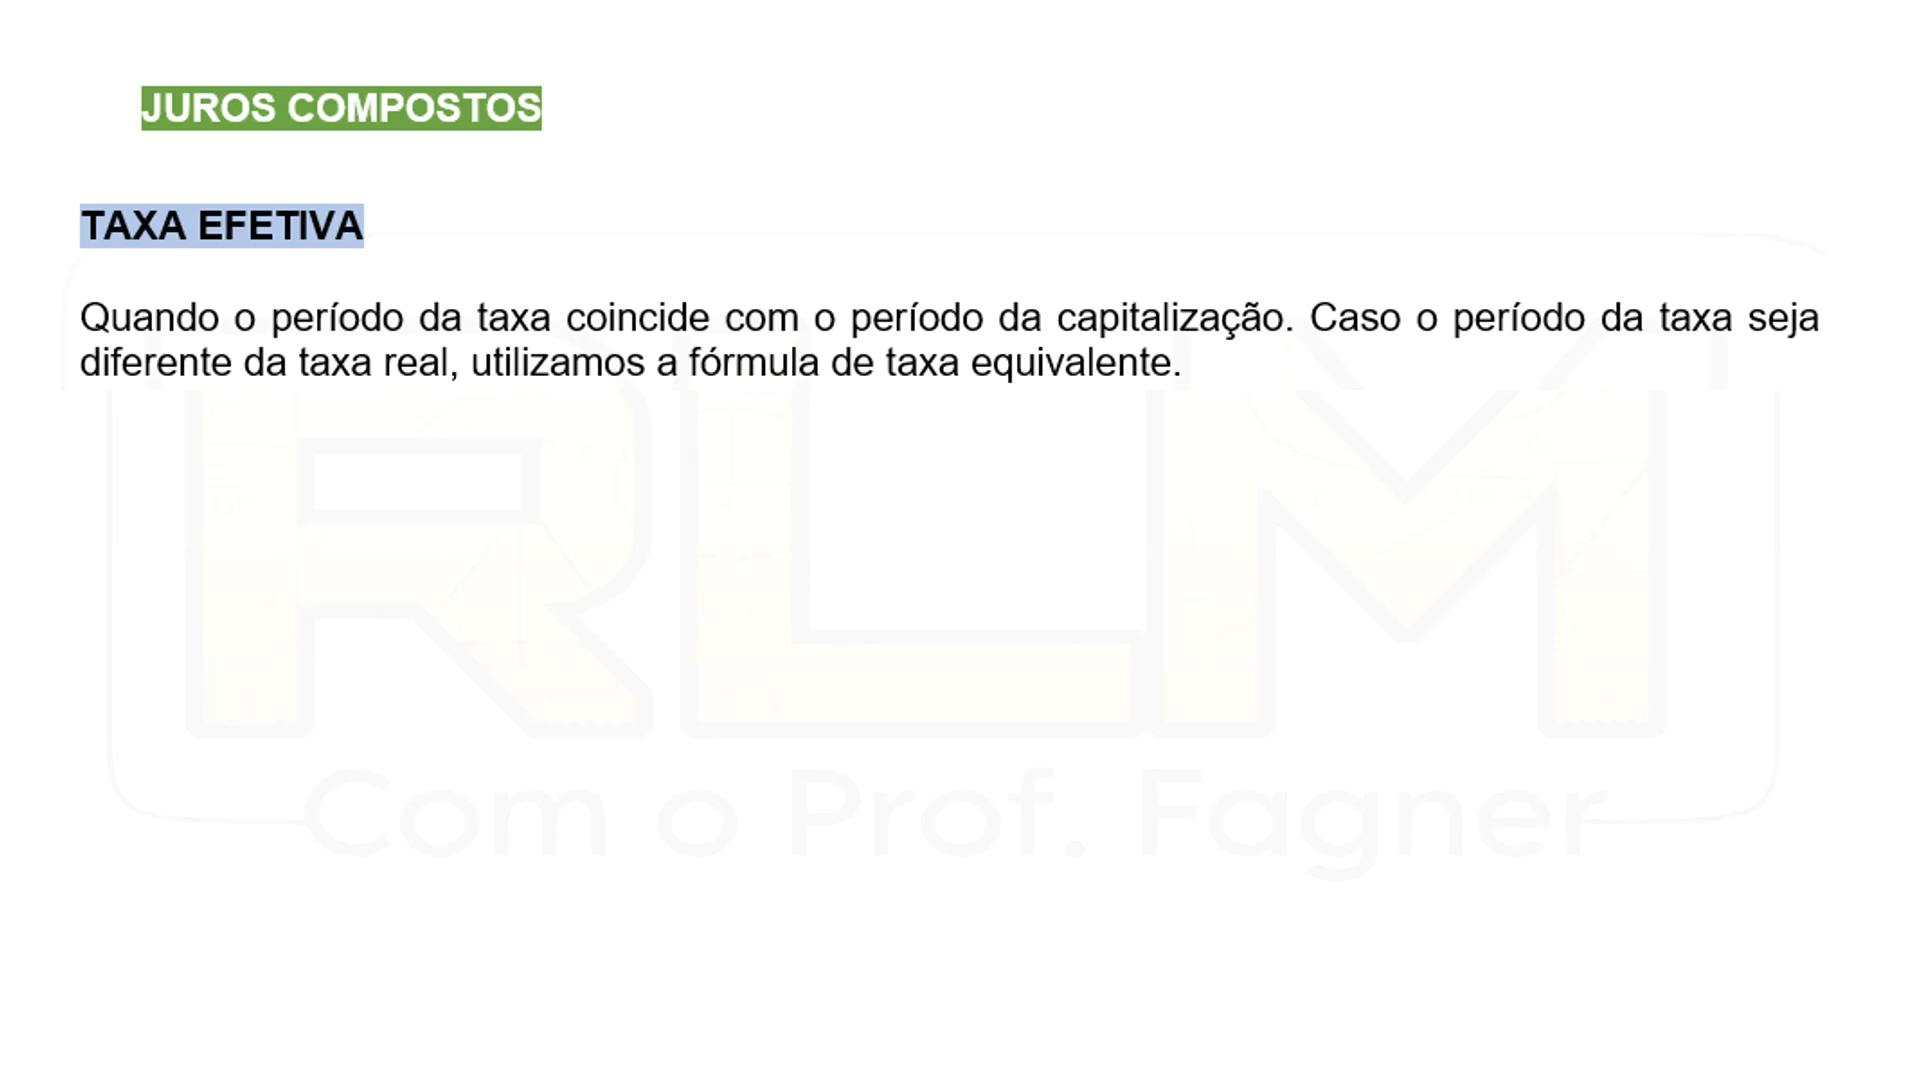 JUROS COMPOSTOS
TAXA EFETIVA
Quando o período da taxa coincide com o período da capitalização. Caso o período da taxa seja
diferente da taxa real, utilizamos a fórmula de taxa equivalente.
RLM
Com o Prof. Fagner